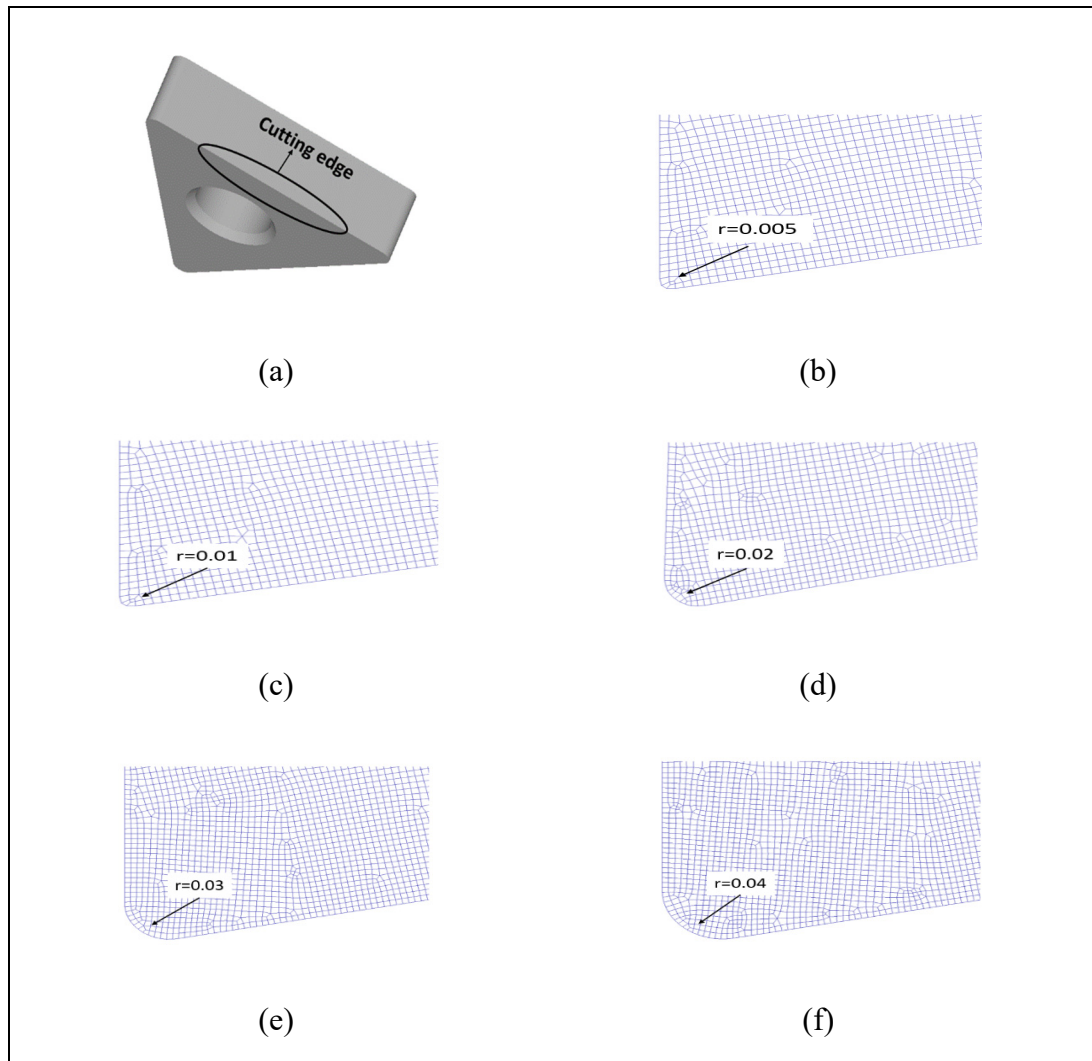 Cutting edge
r=0.005
(a)
(b)
r=0.01
r=0.02
(c)
(d)
r=0.03
r=0.04
(e)
(f)